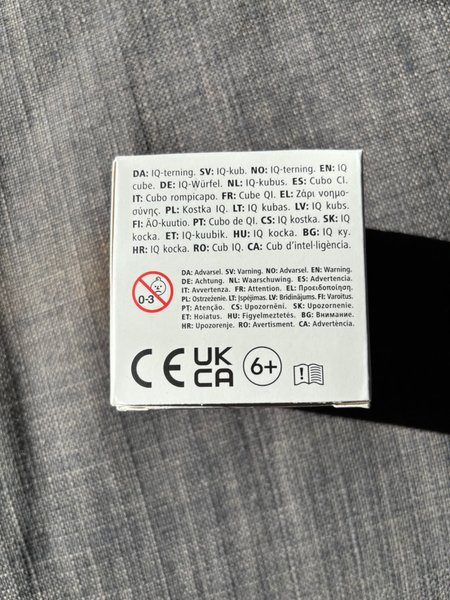 DA: IQ-terning. SV: IQ-kub. NO: IQ-terning. EN: IQ
cube. DE: IQ-Würfel. NL: IQ-kubus. ES: Cubo CI.
IT: Cubo rompicapo. FR: Cube QI. EL: Ζάρι νοημο-
σύνης. PL: Kostka IQ. LT: IQ kubas. LV: IQ kubs.
FI: ÄO-kuutio. PT: Cubo de QI. CS: IQ kostka. SK: IQ
kocka. ET: IQ-kuubik. HU: IQ kocka. BG: IQ ку.
HR: IQ kocka. RO: Cub IQ. CA: Cub d'intel·ligència.
0-3
DA: Advarsel. SV: Varning. NO: Advarsel. EN: Warning.
DE: Achtung. NL: Waarschuwing. ES: Advertencia.
IT: Avvertenza. FR: Attention. EL: Προειδοποίηση.
PL: Ostrzeżenie. LT: Įspėjimas. LV: Brīdinājums. FI: Varoitus.
PT: Atenção. CS: Upozornění. SK: Upozornenie.
ET: Hoiatus. HU: Figyelmeztetés. BG: Внимание.
HR: Upozorenje. RO: Avertisment. CA: Advertència.
CE UK CA 6+